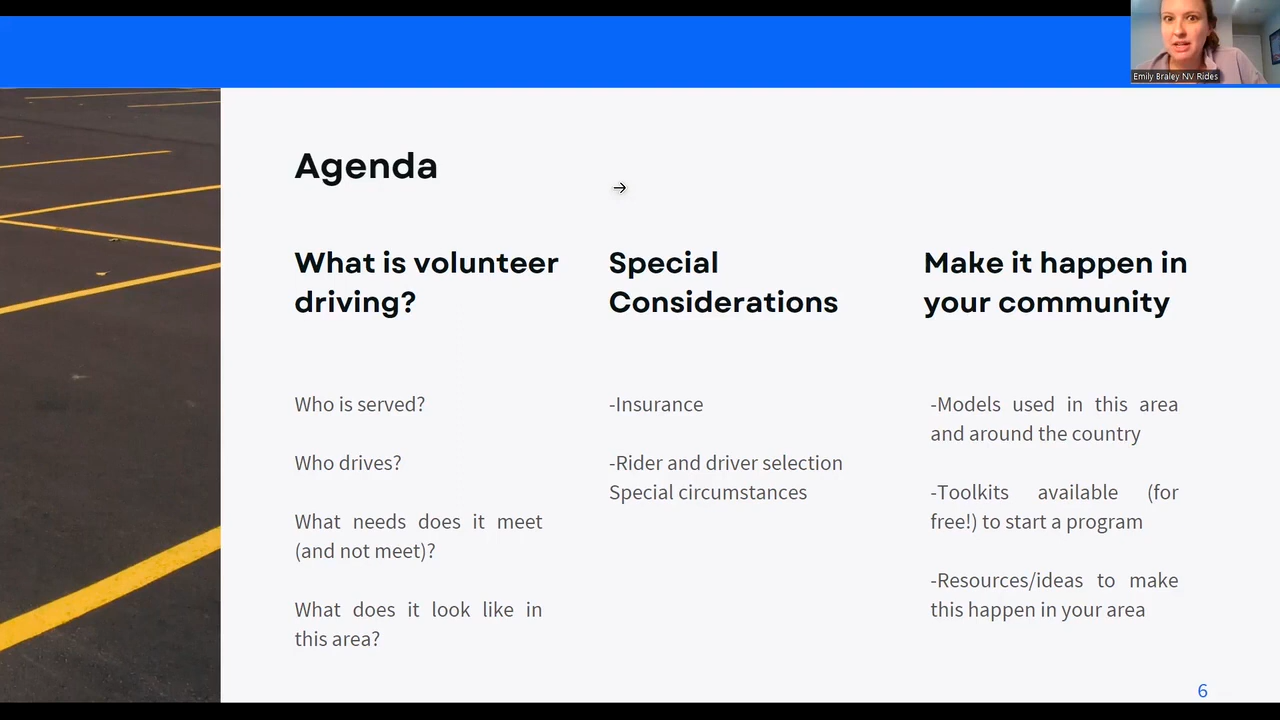 Emily Braley NV Rides
Agenda
→
What is volunteer
driving?
Who is served?
Who drives?
What needs does it meet
(and not meet)?
What does it look like in
this area?
Special
Considerations
-Insurance
-Rider and driver selection
Special circumstances
Make it happen in
your community
-Models used in this area
and around the country
-Toolkits available (for
free!) to start a program
-Resources/ideas to make
this happen in your area
6